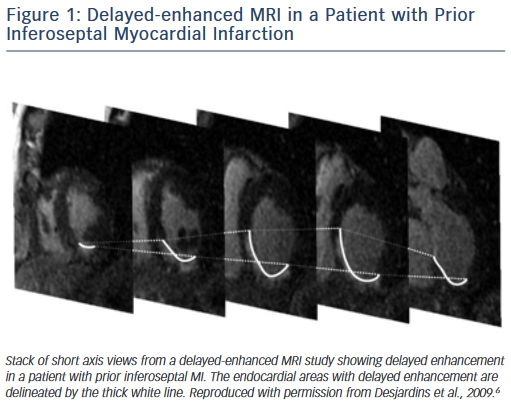 Figure 1: Delayed-enhanced MRI in a Patient with Prior
Inferoseptal Myocardial Infarction
Stack of short axis views from a delayed-enhanced MRI study showing delayed enhancement
in a patient with prior inferoseptal MI. The endocardial areas with delayed enhancement are
delineated by the thick white line. Reproduced with permission from Desjardins et al., 2009.⁶